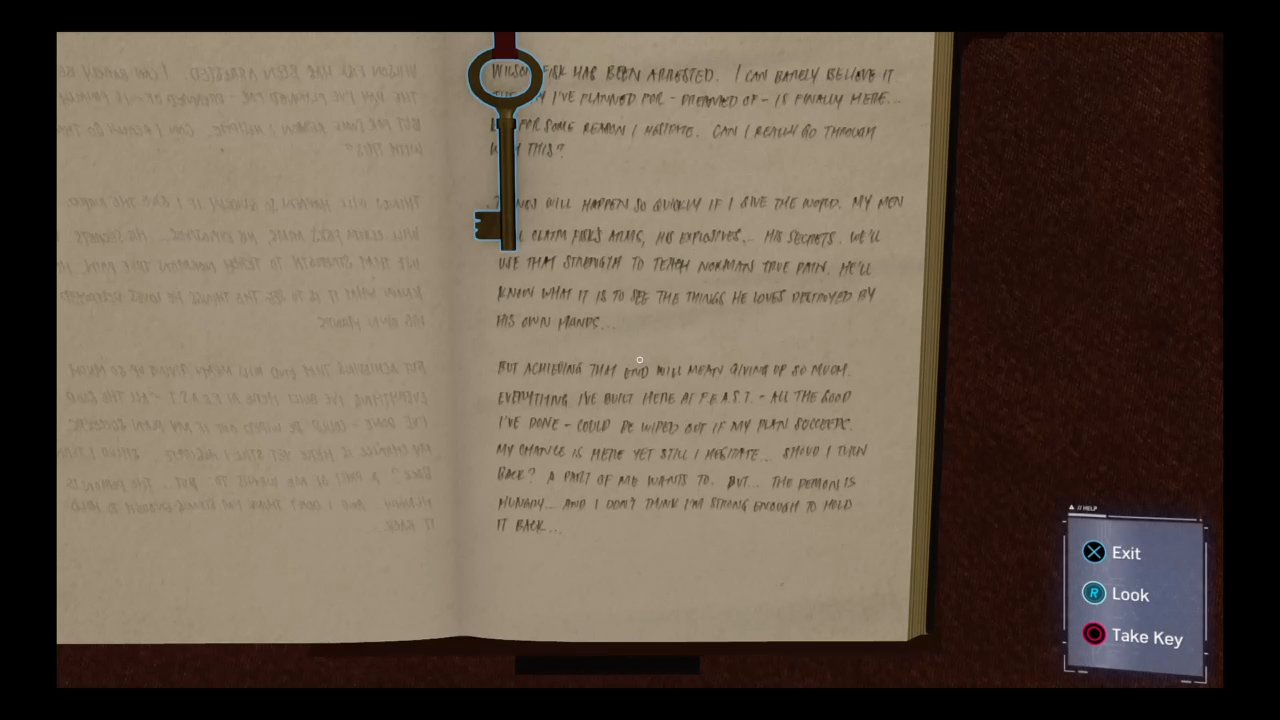 WILSON FISK HAS BEEN ARRESTED. I CAN BARELY BELIEVE IT
I'VE PLANNED FOR - DREAMED OF - IS FINALLY HERE...
FOR SOME REASON I HESITATE. CAN I REALLY GO THROUGH
THIS?
THINGS WILL HAPPEN SO QUICKLY IF I GIVE THE WORD. MY MEN
CLAIM FISK'S ARMS, HIS EXPLOSIVES... HIS SECRETS. WE'LL
USE THAT STRENGTH TO TEACH NORMAN TRUE PAIN. HE'LL
KNOW WHAT IT IS TO SEE THE THINGS HE LOVES DESTROYED BY
HIS OWN HANDS...
BUT ACHIEVING THAT END WILL MEAN GIVING UP SO MUCH.
EVERYTHING I'VE BUILT HERE AT F.E.A.S.T. - ALL THE GOOD
I'VE DONE - COULD BE WIPED OUT IF MY PLAN SUCCEEDS.
MY CHANCE IS HERE YET STILL I HESITATE... SHOULD I TURN
BACK? A PART OF ME WANTS TO. BUT... THE DEMON IS
HUNGRY... AND I DON'T THINK I'M STRONG ENOUGH TO HOLD
IT BACK...
// HELP
Exit
R Look
Take Key